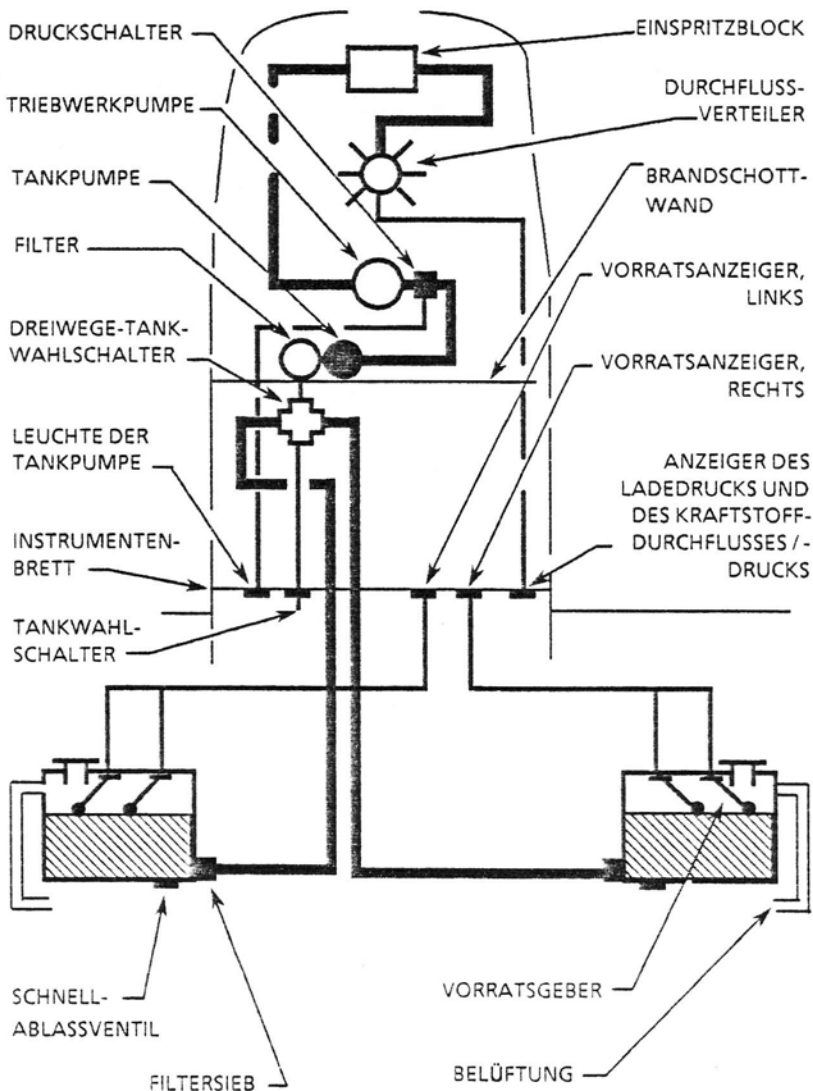 DRUCKSCHALTER
TRIEBWERKPUMPE
TANKPUMPE
FILTER
DREIWEGE-TANK-
WAHLSCHALTER
LEUCHTE DER
TANKPUMPE
INSTRUMENTEN-
BRETT
TANKWAHL-
SCHALTER
EINSPRITZBLOCK
DURCHFLUSS-
VERTEILER
BRANDSCHOTT-
WAND
VORRATSANZEIGER,
LINKS
VORRATSANZEIGER,
RECHTS
ANZEIGER DES
LADEDRUCKS UND
DES KRAFTSTOFF-
DURCHFLUSSES / -
DRUCKS
SCHNELL-
ABLASSVENTIL
FILTERSIEB
VORRATSGEBER
BELÜFTUNG